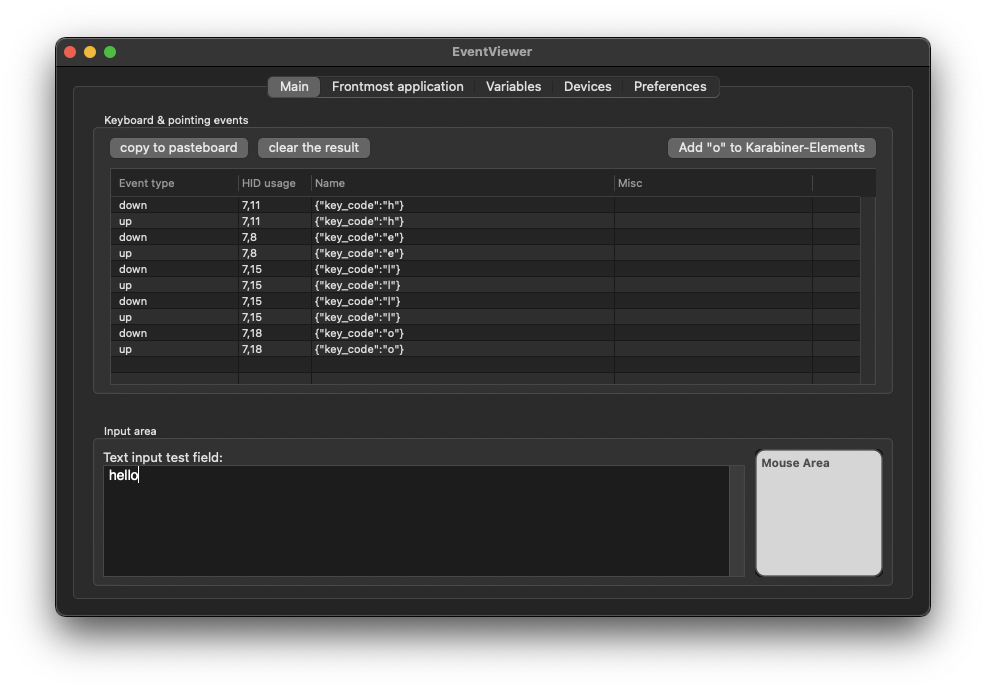 EventViewer
Main Frontmost application Variables Devices Preferences
Keyboard & pointing events
copy to pasteboard clear the result Add "o" to Karabiner-Elements
Event type HID usage Name Misc
down 7,11 {"key_code":"h"}
up 7,11 {"key_code":"h"}
down 7,8 {"key_code":"e"}
up 7,8 {"key_code":"e"}
down 7,15 {"key_code":"l"}
up 7,15 {"key_code":"l"}
down 7,15 {"key_code":"l"}
up 7,15 {"key_code":"l"}
down 7,18 {"key_code":"o"}
up 7,18 {"key_code":"o"}
Input area
Text input test field:
hello
Mouse Area